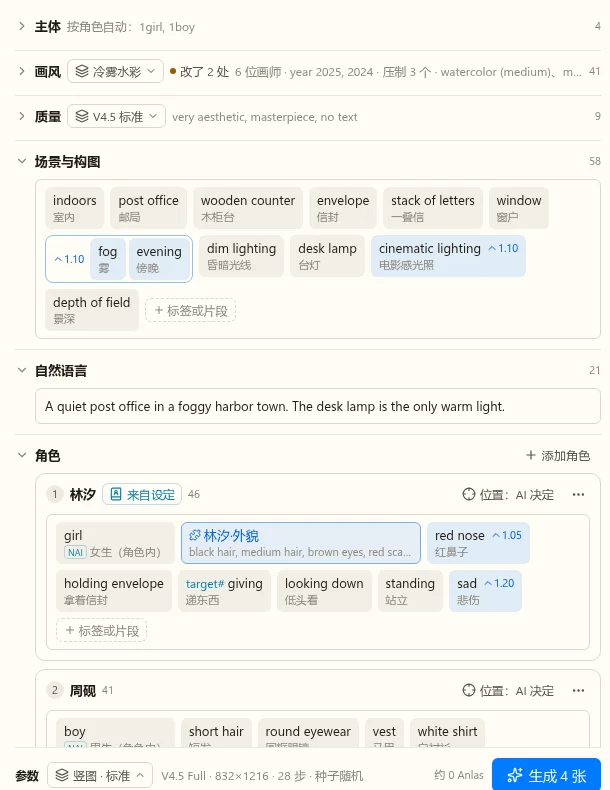 主体 按角色自动：1girl, 1boy 4
画风 冷雾水彩 改了 2 处 6 位画师 · year 2025, 2024 · 压制 3 个 · watercolor (medium)、m... 41
质量 V4.5 标准 very aesthetic, masterpiece, no text 9
场景与构图 58
indoors post office wooden counter envelope stack of letters window
室内 邮局 木柜台 信封 一叠信 窗户
1.10 fog evening dim lighting desk lamp cinematic lighting 1.10
雾 傍晚 昏暗光线 台灯 电影感光照
depth of field
景深 + 标签或片段
自然语言 21
A quiet post office in a foggy harbor town. The desk lamp is the only warm light.
角色 + 添加角色
1 林汐 来自设定 46 位置：AI 决定 ···
girl 林汐·外貌 red nose 1.05
NAI 女生（角色内） black hair, medium hair, brown eyes, red sca... 红鼻子
holding envelope target# giving looking down standing sad 1.20
拿着信封 递东西 低头看 站立 悲伤
+ 标签或片段
2 周砚 41 位置：AI 决定 ···
boy short hair round eyewear vest white shirt
参数 竖图 · 标准 V4.5 Full · 832×1216 · 28 步 · 种子随机 约 0 Anlas 生成 4 张